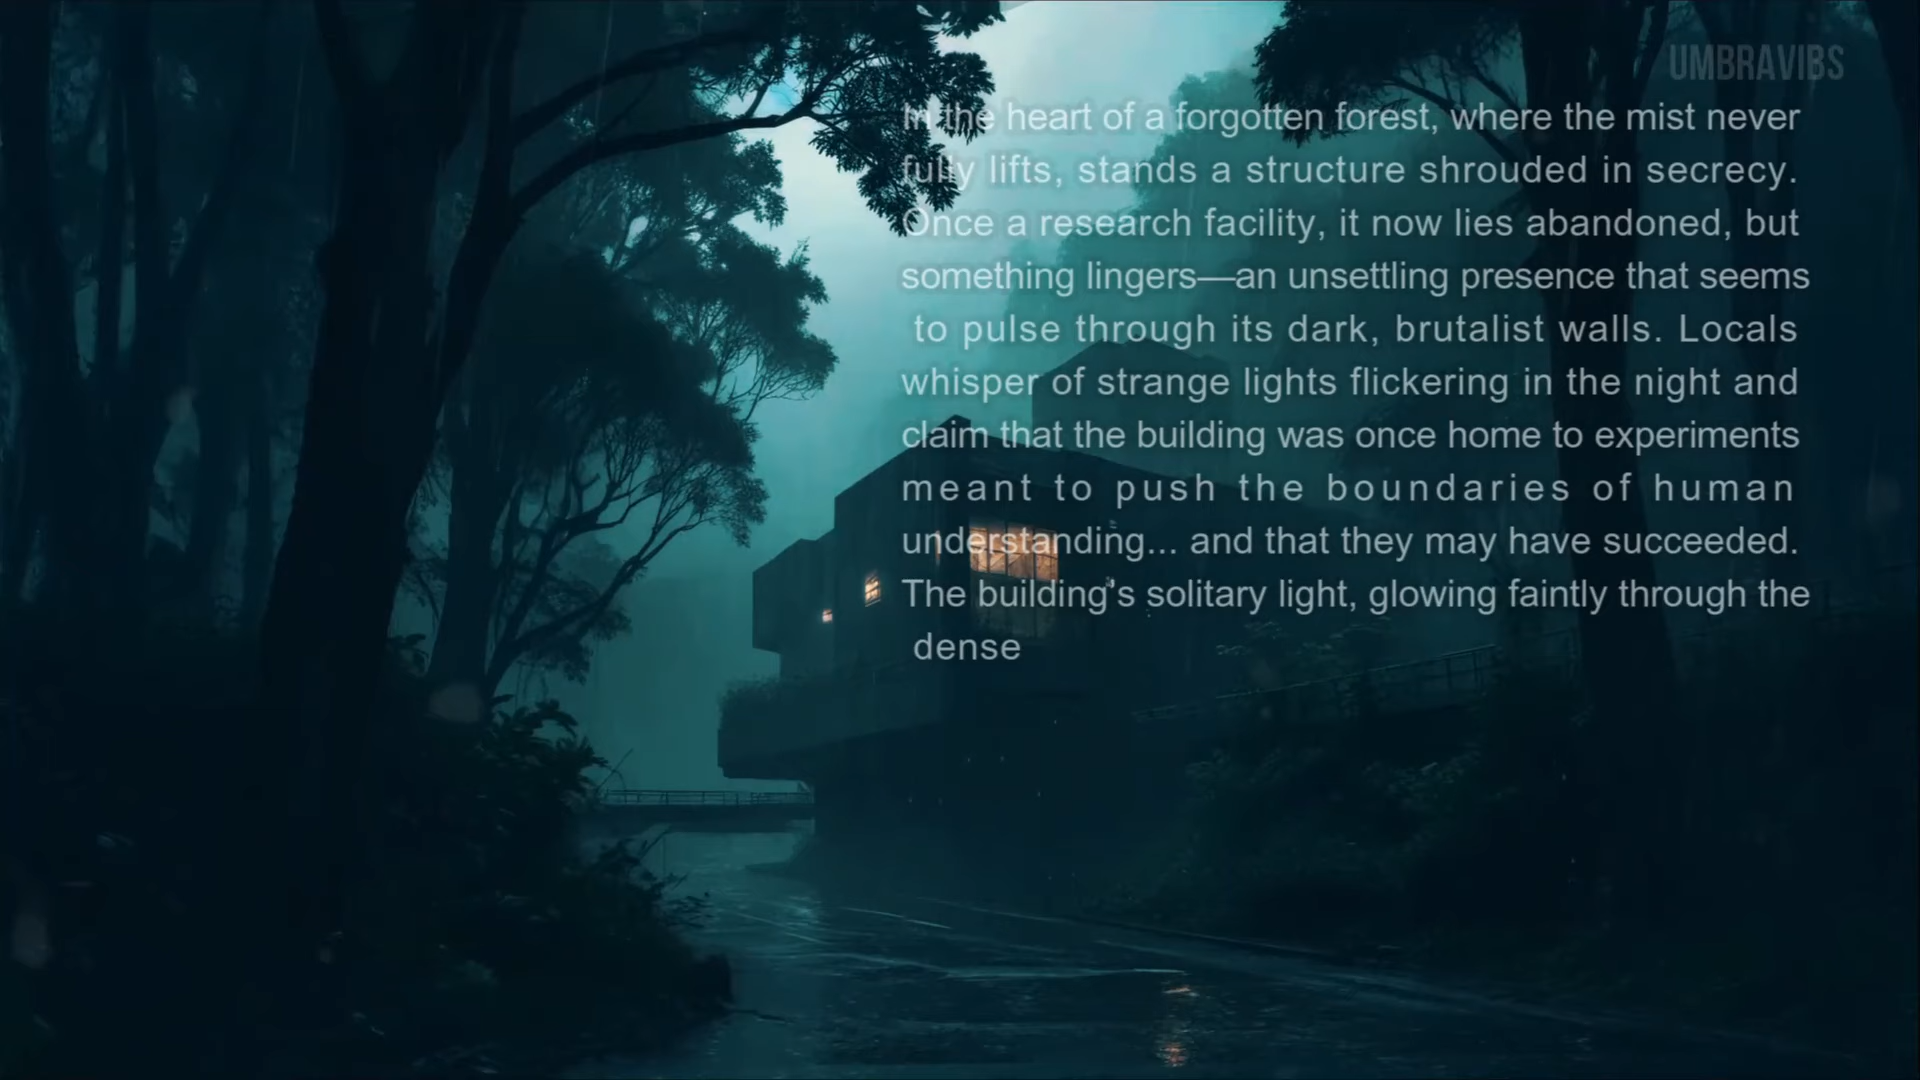 UMBRAVIBS
In the heart of a forgotten forest, where the mist never
fully lifts, stands a structure shrouded in secrecy.
Once a research facility, it now lies abandoned, but
something lingers—an unsettling presence that seems
to pulse through its dark, brutalist walls. Locals
whisper of strange lights flickering in the night and
claim that the building was once home to experiments
meant to push the boundaries of human
understanding... and that they may have succeeded.
The building's solitary light, glowing faintly through the
dense